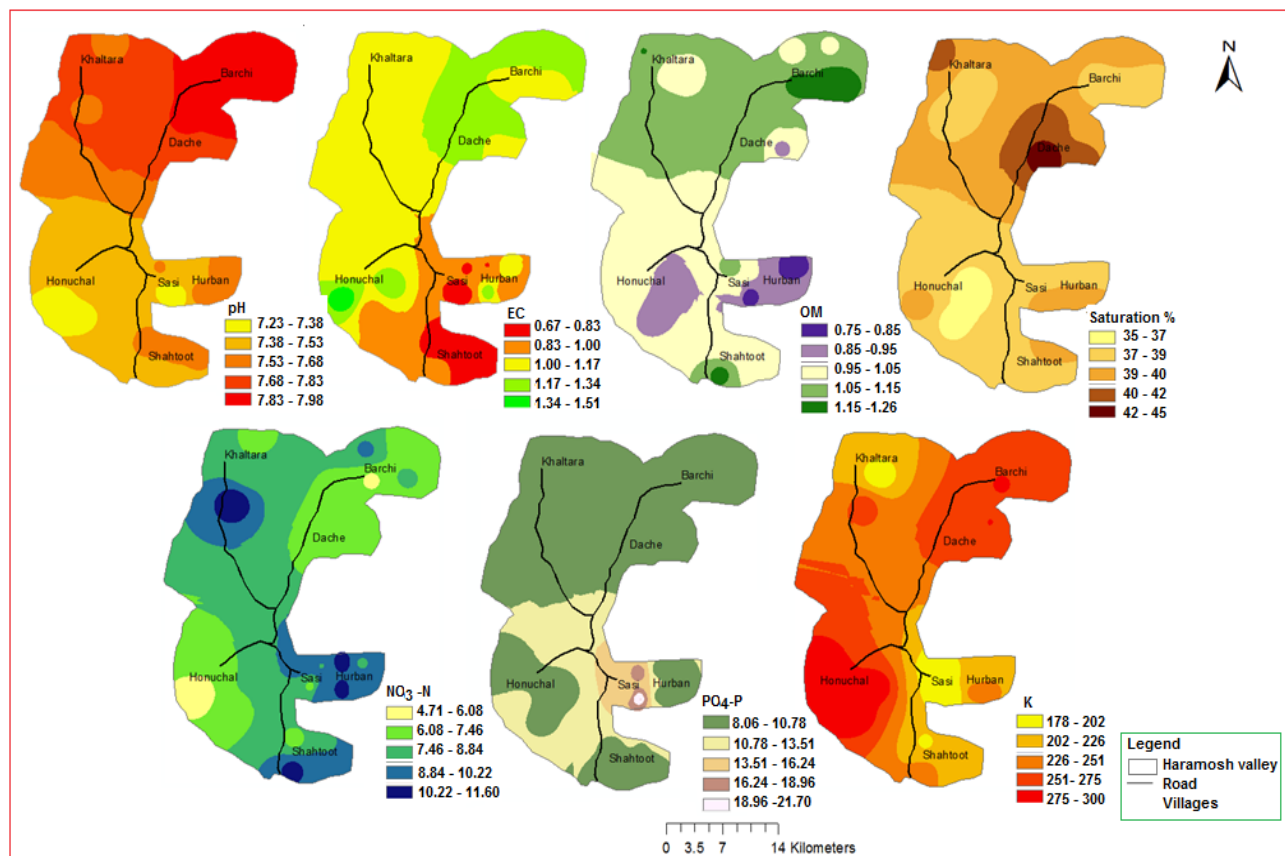 Khaltara
Barchi
Dache
Honuchal
Sasi
Hurban
Shahtoot
pH
7.23 - 7.38
7.38 - 7.53
7.53 - 7.68
7.68 - 7.83
7.83 - 7.98
Khaltara
Barchi
Dache
Honuchal
Sasi
Hurban
Shahtoot
EC
0.67 - 0.83
0.83 - 1.00
1.00 - 1.17
1.17 - 1.34
1.34 - 1.51
Khaltara
Barchi
Dache
Honuchal
Sasi
Hurban
Shahtoot
OM
0.75 - 0.85
0.85 -0.95
0.95 - 1.05
1.05 - 1.15
1.15 -1.26
Khaltara
Barchi
Dache
Honuchal
Sasi
Hurban
Shahtoot
Saturation %
35 - 37
37 - 39
39 - 40
40 - 42
42 - 45
N
Khaltara
Barchi
Dache
Honuchal
Sasi
Hurban
Shahtoot
NO3 -N
4.71 - 6.08
6.08 - 7.46
7.46 - 8.84
8.84 - 10.22
10.22 - 11.60
Khaltara
Barchi
Dache
Honuchal
Sasi
Hurban
Shahtoot
PO4-P
8.06 - 10.78
10.78 - 13.51
13.51 - 16.24
16.24 - 18.96
18.96 -21.70
Khaltara
Barchi
Dache
Honuchal
Sasi
Hurban
Shahtoot
K
178 - 202
202 - 226
226 - 251
251- 275
275 - 300
Legend
Haramosh valley
Road
Villages
0 3.5 7 14 Kilometers